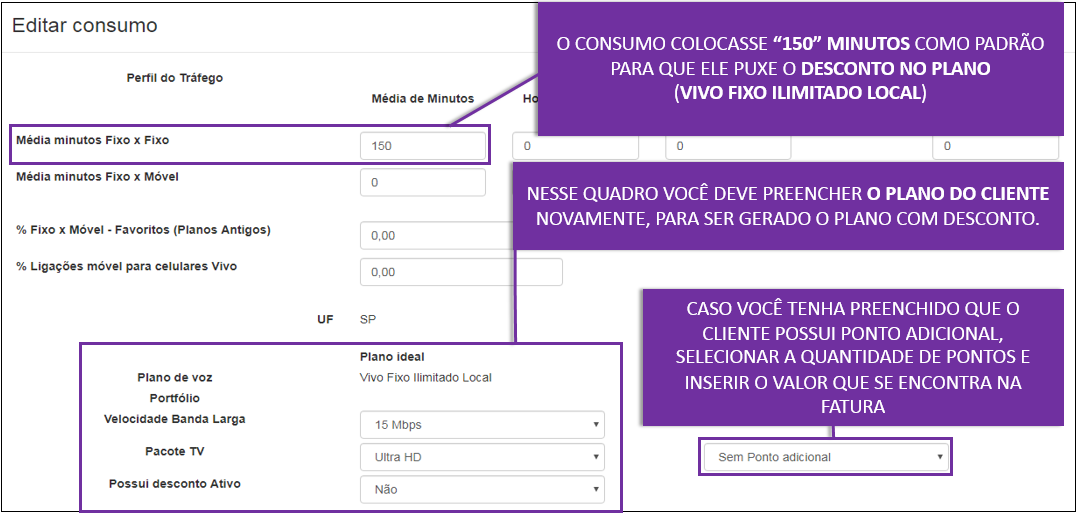 Editar consumo
O CONSUMO COLOCASSE “150” MINUTOS COMO PADRÃO
PARA QUE ELE PUXE O DESCONTO NO PLANO
(VIVO FIXO ILIMITADO LOCAL)
Perfil do Tráfego
Média de Minutos
Ho
Média minutos Fixo x Fixo
150
0
0
0
Média minutos Fixo x Móvel
0
NESSE QUADRO VOCÊ DEVE PREENCHER O PLANO DO CLIENTE
NOVAMENTE, PARA SER GERADO O PLANO COM DESCONTO.
% Fixo x Móvel - Favoritos (Planos Antigos)
0,00
% Ligações móvel para celulares Vivo
0,00
UF
SP
CASO VOCÊ TENHA PREENCHIDO QUE O
CLIENTE POSSUI PONTO ADICIONAL,
SELECIONAR A QUANTIDADE DE PONTOS E
INSERIR O VALOR QUE SE ENCONTRA NA
FATURA
Plano ideal
Plano de voz
Vivo Fixo Ilimitado Local
Portfólio
Velocidade Banda Larga
15 Mbps
Pacote TV
Ultra HD
Sem Ponto adicional
Possui desconto Ativo
Não